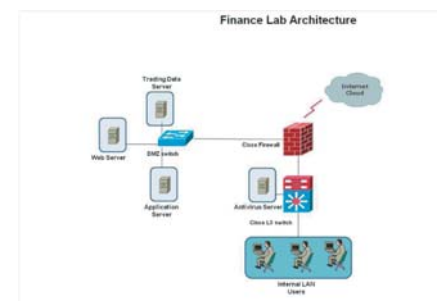 Finance Lab Architecture
Trading Data
Server
Internet
Cloud
Web Server
DMZ switch
Cisco Firewall
Application
Server
Antivirus Server
Cisco L3 switch
Internal LAN
Users